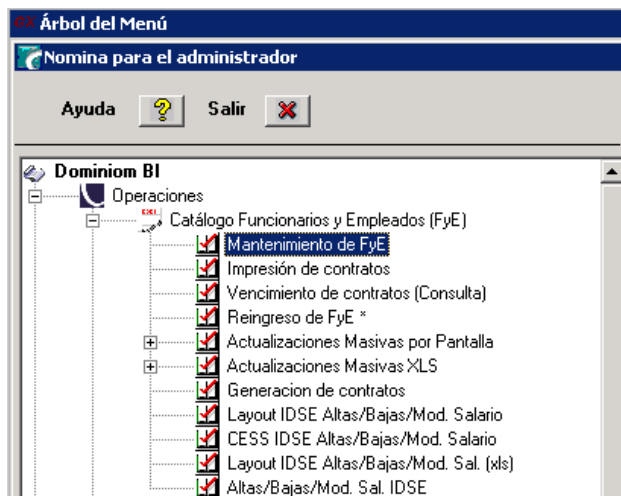 Árbol del Menú
Nomina para el administrador
Ayuda Salir
Dominiom BI
Operaciones
Catálogo Funcionarios y Empleados (FyE)
Mantenimiento de FyE
Impresión de contratos
Vencimiento de contratos (Consulta)
Reingreso de FyE *
Actualizaciones Masivas por Pantalla
Actualizaciones Masivas XLS
Generacion de contratos
Layout IDSE Altas/Bajas/Mod. Salario
CESS IDSE Altas/Bajas/Mod. Salario
Layout IDSE Altas/Bajas/Mod. Sal. (xls)
Altas/Bajas/Mod. Sal. IDSE